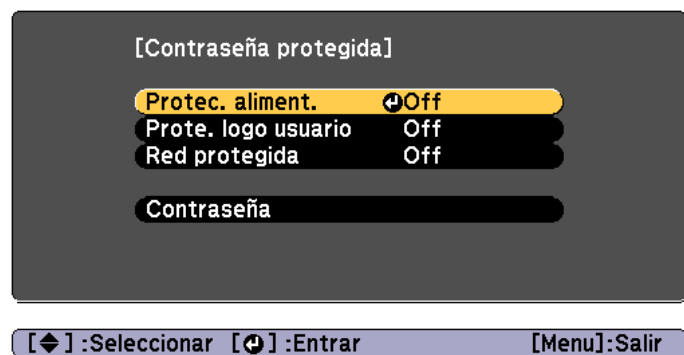 [Contraseña protegida]
Protec. aliment. Off
Prote. logo usuario Off
Red protegida Off
Contraseña
[ ] :Seleccionar [ ] :Entrar [Menu]:Salir